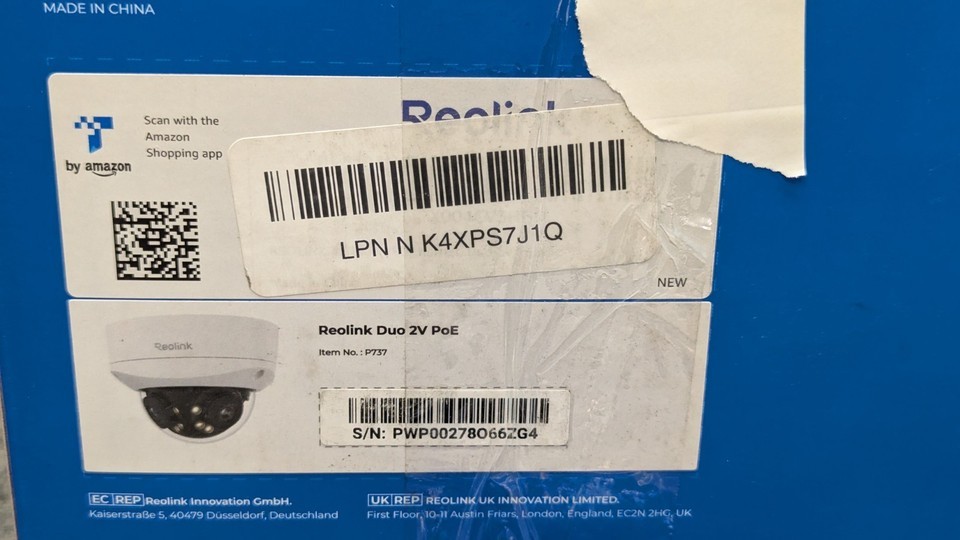 MADE IN CHINA
Scan with the
Amazon
Shopping app
by amazon
Reolink
LPN N K4XPS7J1Q
NEW
Reolink
Reolink Duo 2V PoE
Item No. : P737
S/N: PWP00278O66ZG4
EC REP Reolink Innovation GmbH.
Kaiserstraße 5, 40479 Düsseldorf, Deutschland
UK REP REOLINK UK INNOVATION LIMITED.
First Floor, 10-11 Austin Friars, London, England, EC2N 2HG, UK